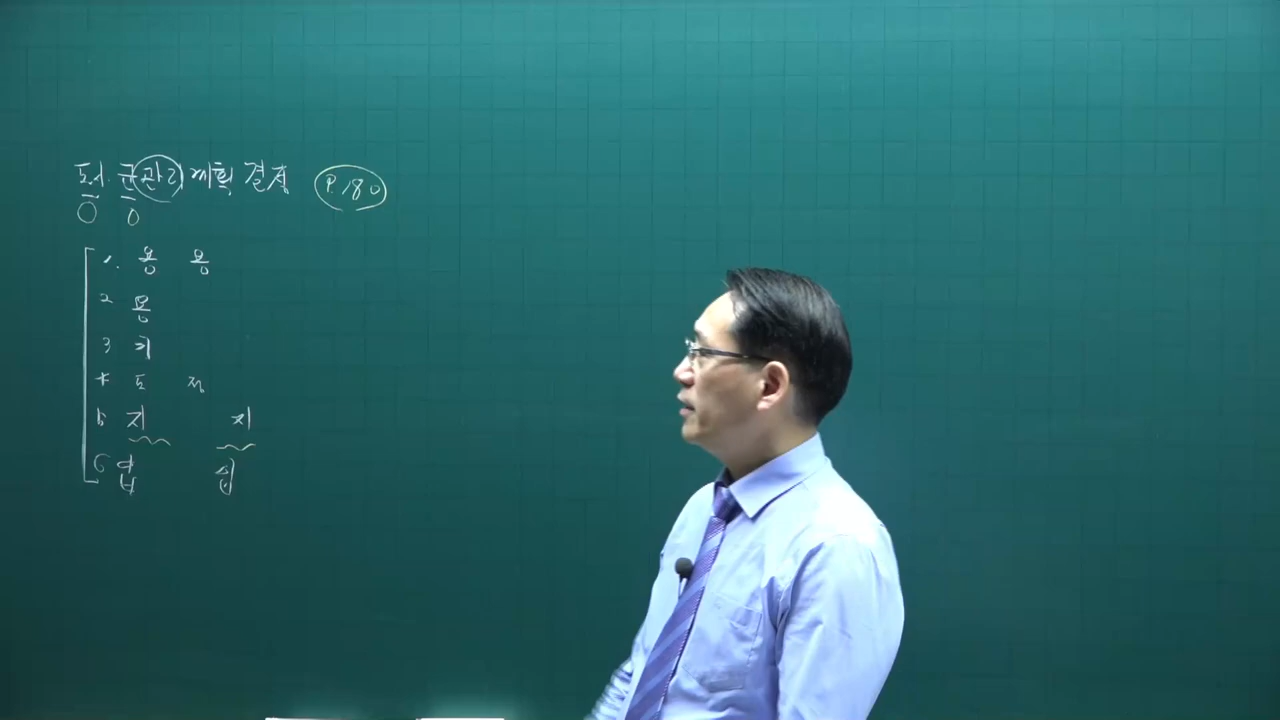 도시·군관리계획 결정 P.180
1. 용 용
2 용
3 기
4 도 정
5 지 지
6 입 입